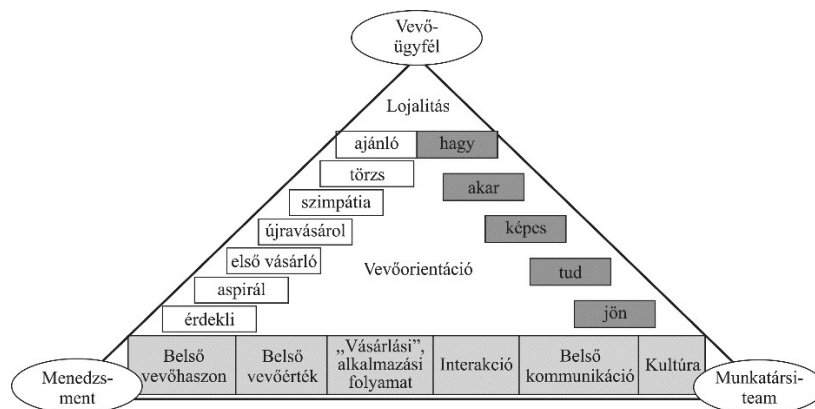 Vevő-
ügyfél
Lojalitás
ajánló hagy
törzs
akar
szimpátia
újravásárol
képes
első vásárló
Vevőorientáció
tud
aspirál
jön
érdekli
Belső
vevőhaszon
Belső
vevőérték
„Vásárlási”,
alkalmazási
folyamat
Interakció
Belső
kommunikáció
Kultúra
Menedzs-
ment
Munkatársi-
team